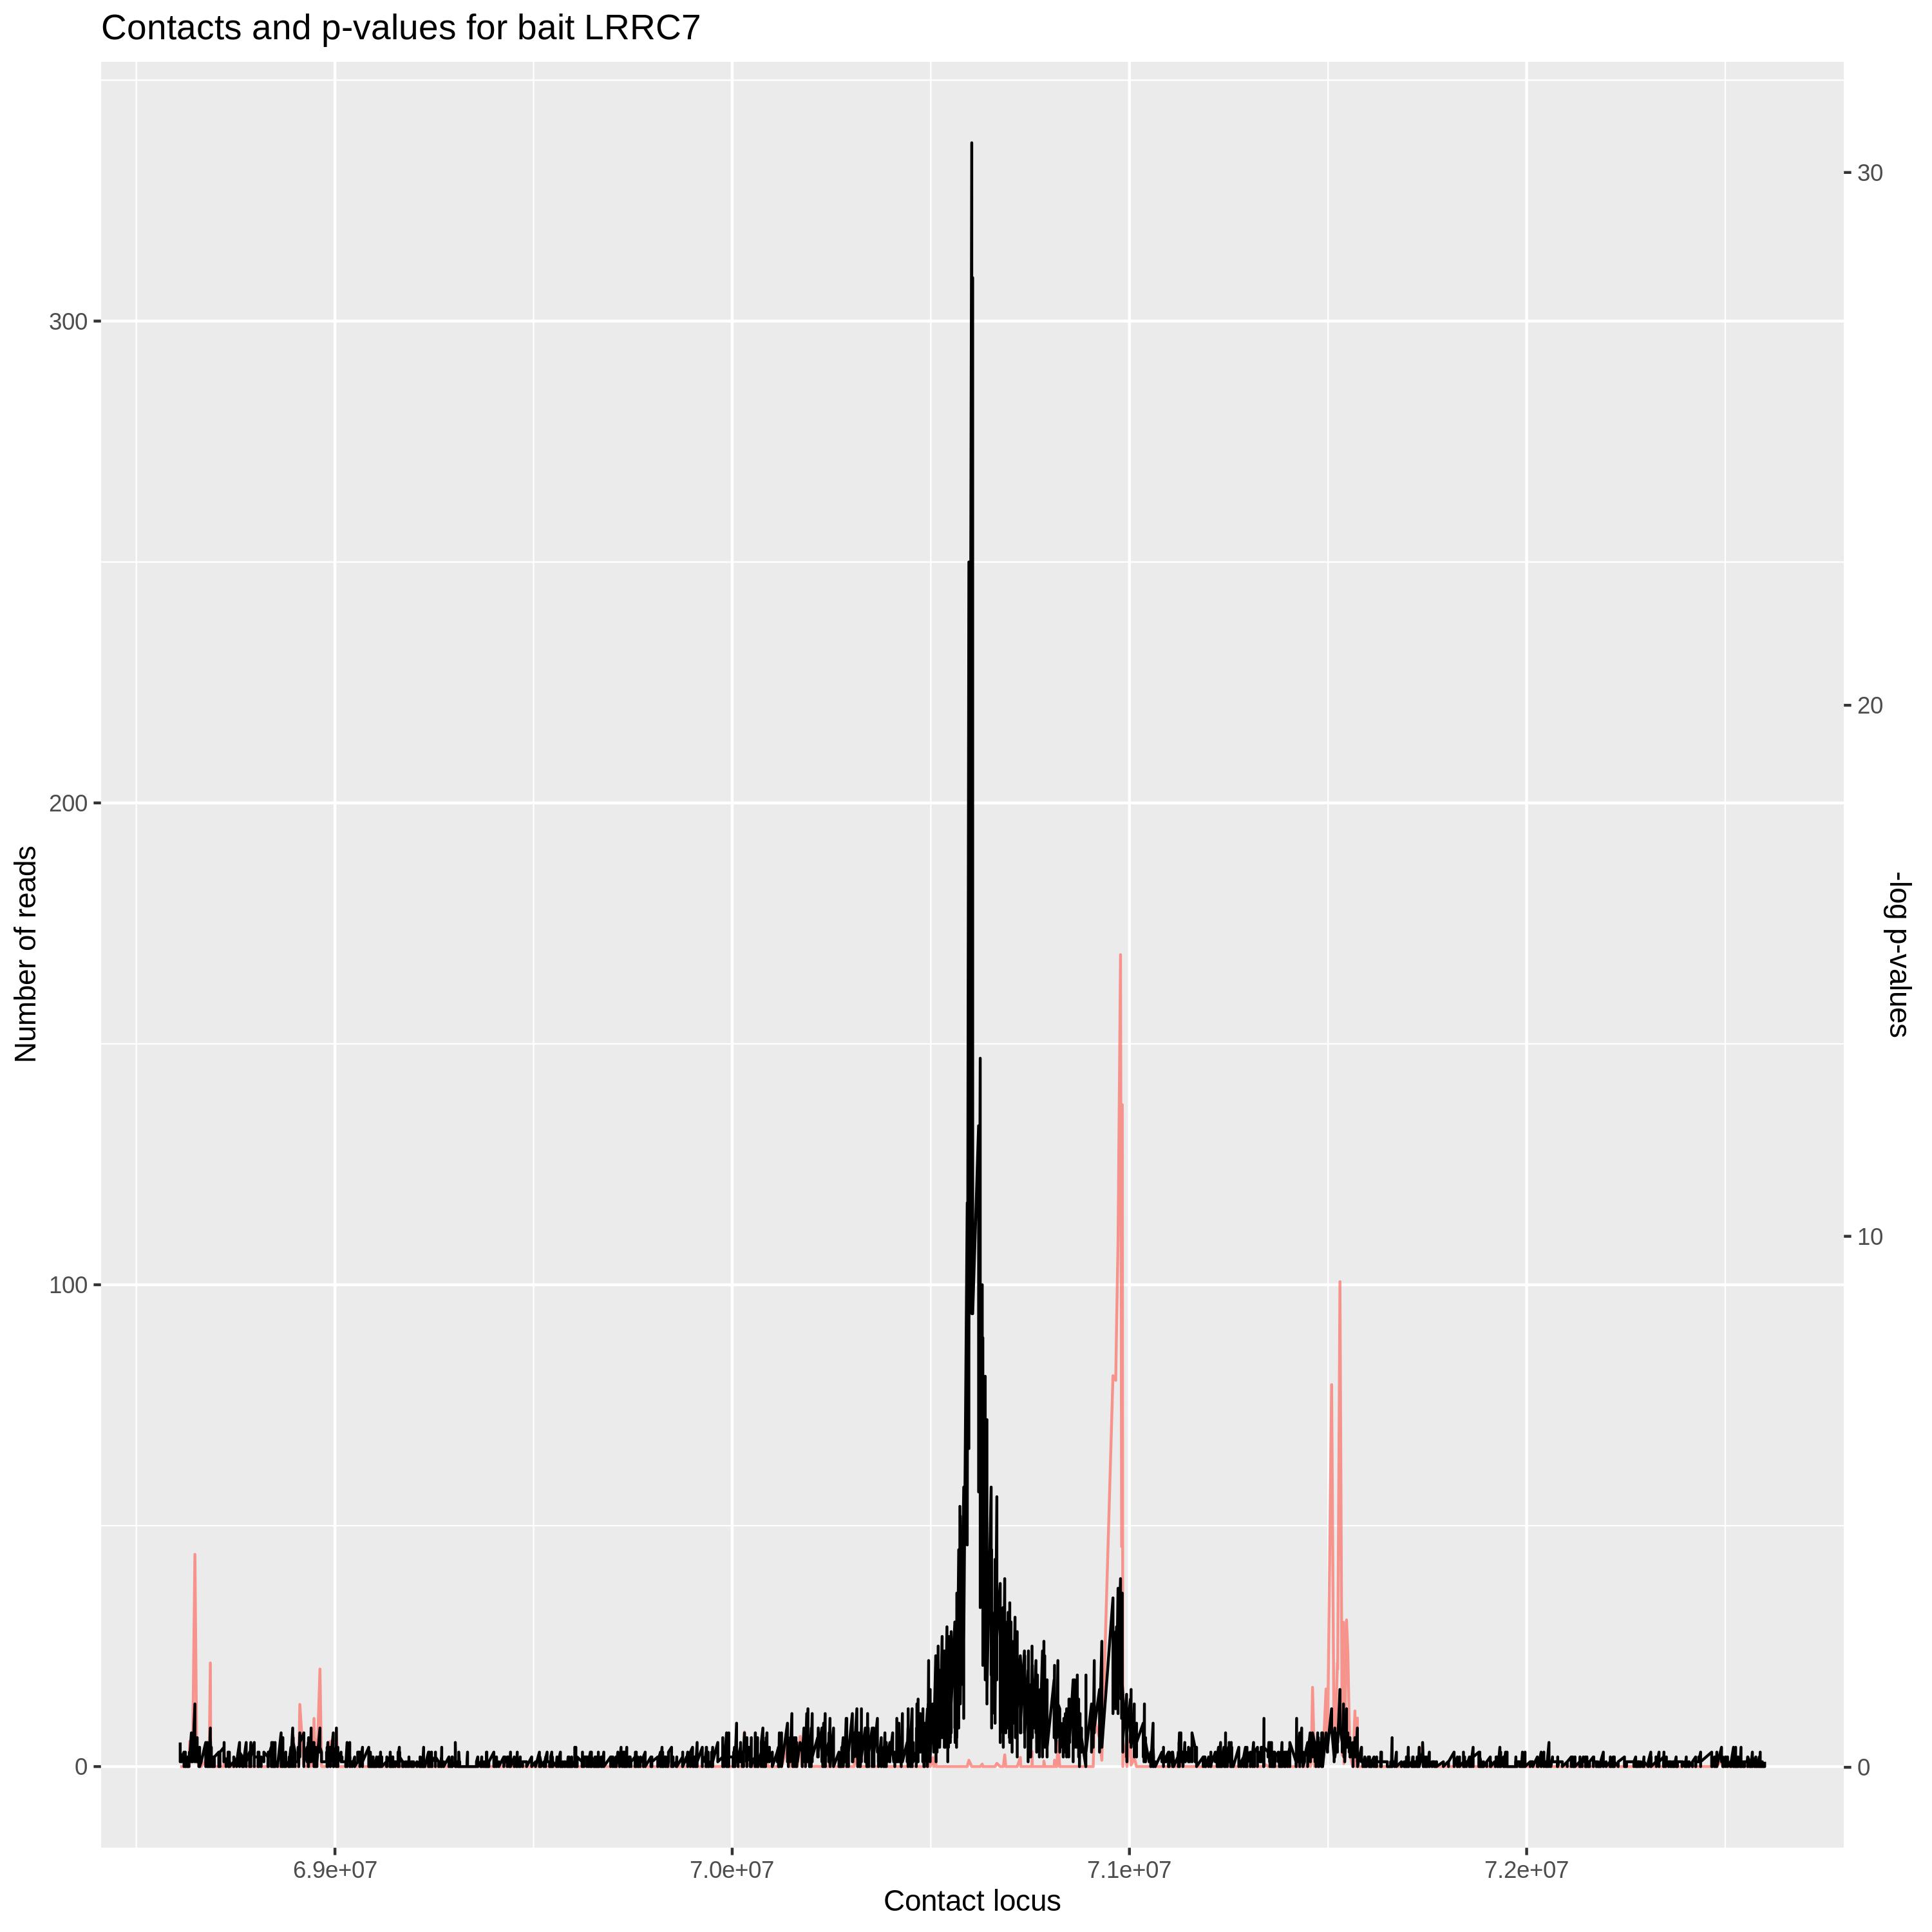 Contacts and p-values for bait LRRC7
300
200
100
0
30
20
10
0
Number of reads
-log p-values
6.9e+07 7.0e+07 7.1e+07 7.2e+07
Contact locus